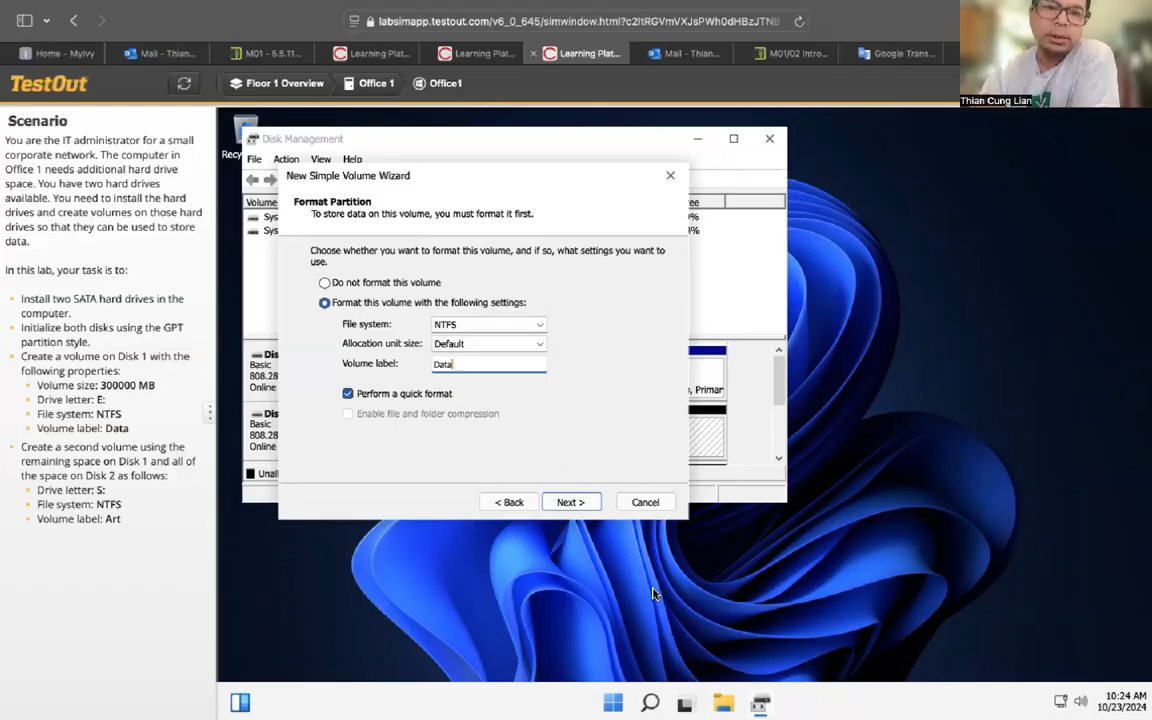 labsimapp.testout.com/v6_0_645/simwindow.html?c2ltRGVmVXJsPWh0dHBzJTNB
Home - MyIvy
Mail - Thian...
M01 - 5.5.11...
Learning Plat...
Learning Plat...
Learning Plat...
Mail - Thian...
M01/02 Intro...
Google Trans...
TestOut
Floor 1 Overview
Office 1
Office1
Thian Cung Lian
Scenario
You are the IT administrator for a small
corporate network. The computer in
Office 1 needs additional hard drive
space. You have two hard drives
available. You need to install the hard
drives and create volumes on those hard
drives so that they can be used to store
data.
In this lab, your task is to:
Install two SATA hard drives in the
computer.
Initialize both disks using the GPT
partition style.
Create a volume on Disk 1 with the
following properties:
Volume size: 300000 MB
Drive letter: E:
File system: NTFS
Volume label: Data
Create a second volume using the
remaining space on Disk 1 and all of
the space on Disk 2 as follows:
Drive letter: S:
File system: NTFS
Volume label: Art
Recy
Disk Management
File Action View Help
Volume
ree
Sys
0%
Sys
4%
Dis
Basic
808.28
Online
, Primar
Dis
Basic
808.28
Online
Unall
New Simple Volume Wizard
Format Partition
To store data on this volume, you must format it first.
Choose whether you want to format this volume, and if so, what settings you want to
use.
Do not format this volume
Format this volume with the following settings:
File system: NTFS
Allocation unit size: Default
Volume label: Data
Perform a quick format
Enable file and folder compression
< Back
Next >
Cancel
10:24 AM
10/23/2024